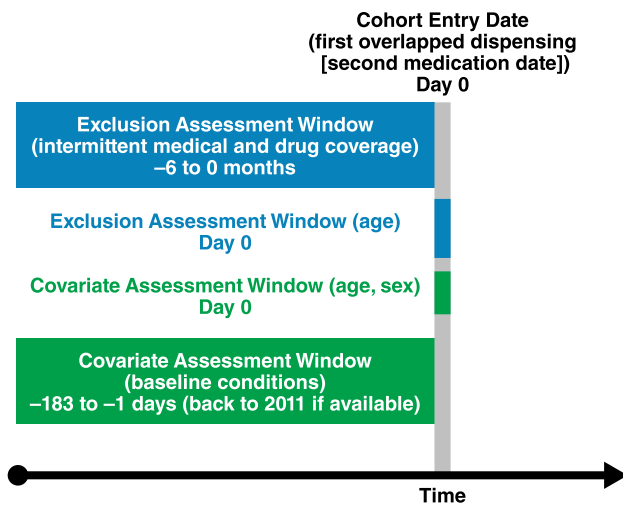 Cohort Entry Date
(first overlapped dispensing
[second medication date])
Day 0
Exclusion Assessment Window
(intermittent medical and drug coverage)
–6 to 0 months
Exclusion Assessment Window (age)
Day 0
Covariate Assessment Window (age, sex)
Day 0
Covariate Assessment Window
(baseline conditions)
–183 to –1 days (back to 2011 if available)
Time